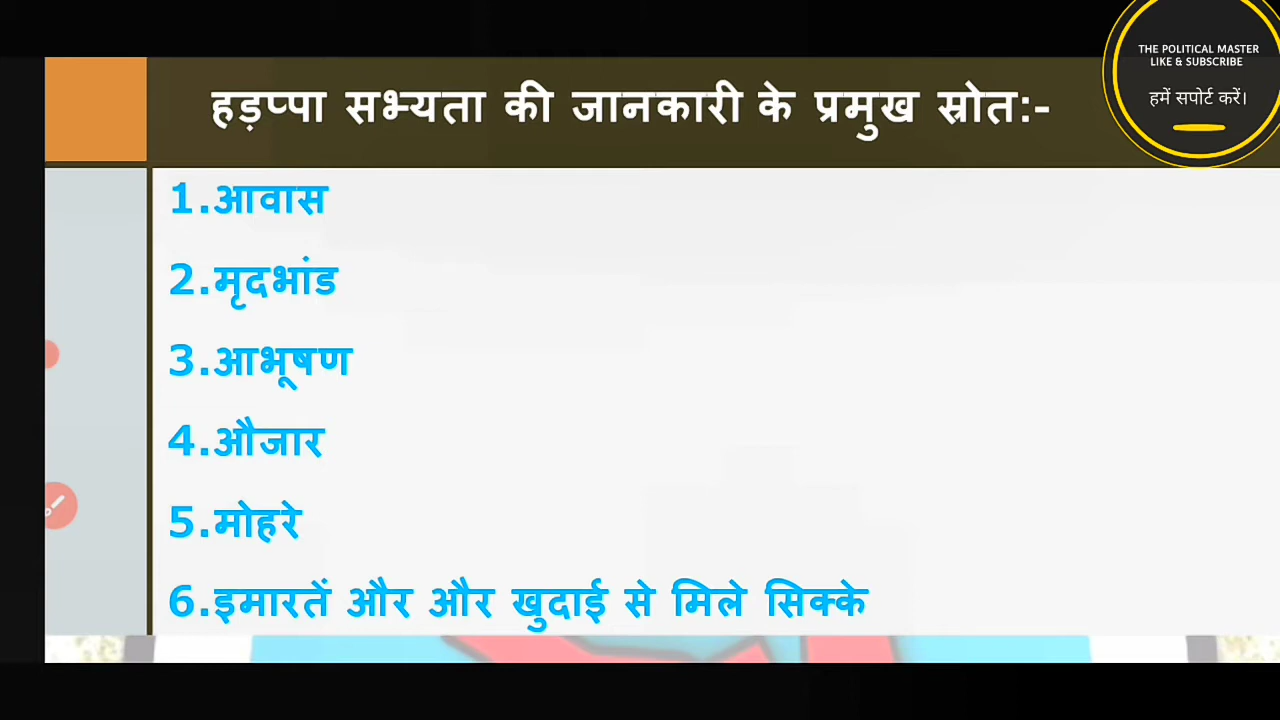 हड़प्पा सभ्यता की जानकारी के प्रमुख स्रोत:-
THE POLITICAL MASTER
LIKE & SUBSCRIBE
हमें सपोर्ट करें।
1.आवास
2.मृदभांड
3.आभूषण
4.औजार
5.मोहरे
6.इमारतें और और खुदाई से मिले सिक्के